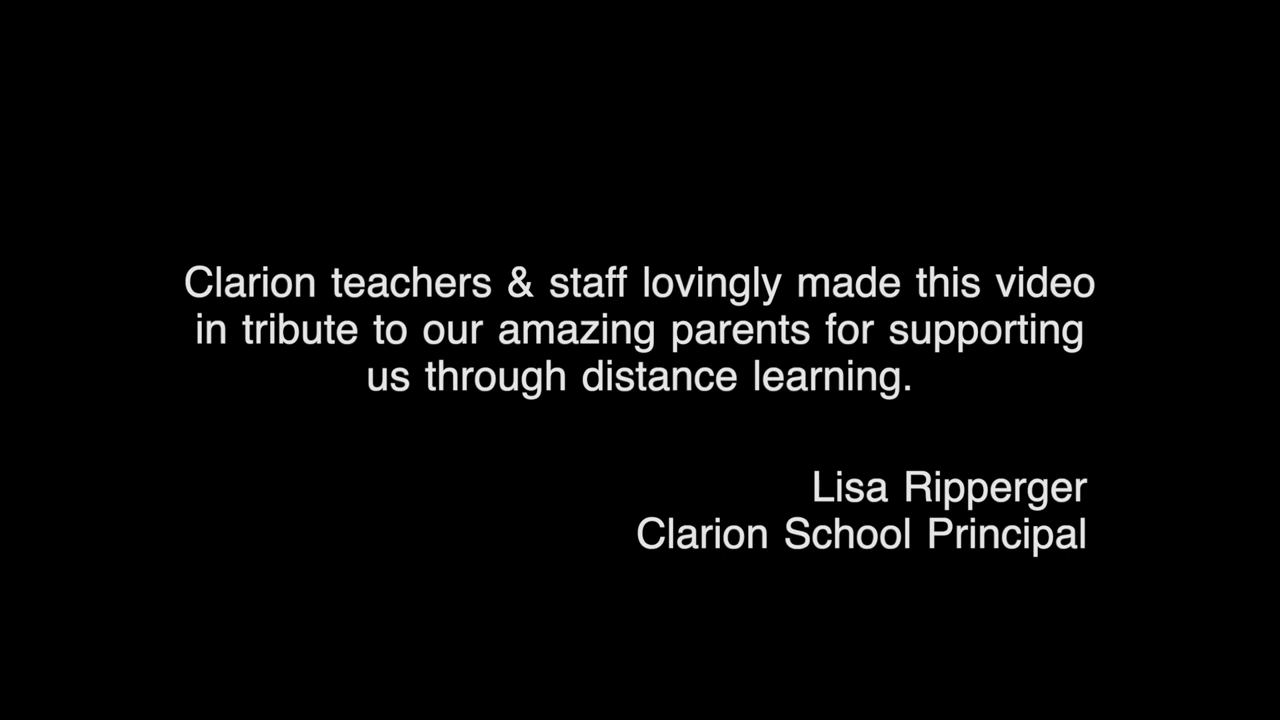 Clarion teachers & staff lovingly made this video
in tribute to our amazing parents for supporting
us through distance learning.
Lisa Ripperger
Clarion School Principal